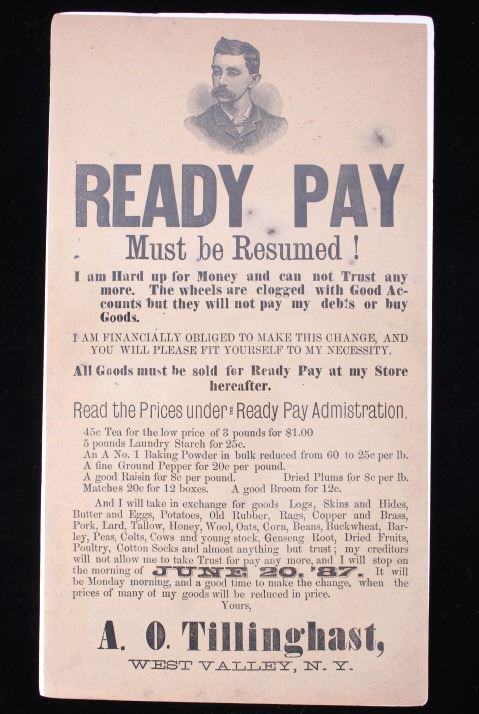 READY PAY
Must be Resumed !
I am Hard up for Money and can not Trust any
more. The wheels are clogged with Good Ac-
counts but they will not pay my debts or buy
Goods.
I AM FINANCIALLY OBLIGED TO MAKE THIS CHANGE, AND
YOU WILL PLEASE FIT YOURSELF TO MY NECESSITY.
All Goods must be sold for Ready Pay at my Store
hereafter.
Read the Prices under Ready Pay Admistration.
45c Tea for the low price of 3 pounds for $1.00
5 pounds Laundry Starch for 25c.
An A No. 1 Baking Powder in bulk reduced from 60 to 25c per lb.
A fine Ground Pepper for 20c per pound.
A good Raisin for 8c per pound. Dried Plums for 8c per lb.
Matches 20c for 12 boxes. A good Broom for 12c.
And I will take in exchange for goods Logs, Skins and Hides,
Butter and Eggs, Potatoes, Old Rubber, Rags, Copper and Brass,
Pork, Lard, Tallow, Honey, Wool, Oats, Corn, Beans, Buckwheat, Bar-
ley, Peas, Colts, Cows and young stock, Genseng Root, Dried Fruits,
Poultry, Cotton Socks and almost anything but trust ; my creditors
will not allow me to take Trust for pay any more, and I will stop on
the morning of JUNE 20, '87. It will
be Monday morning, and a good time to make the change, when the
prices of many of my goods will be reduced in price.
Yours,
A. O. Tillinghast,
WEST VALLEY, N. Y.